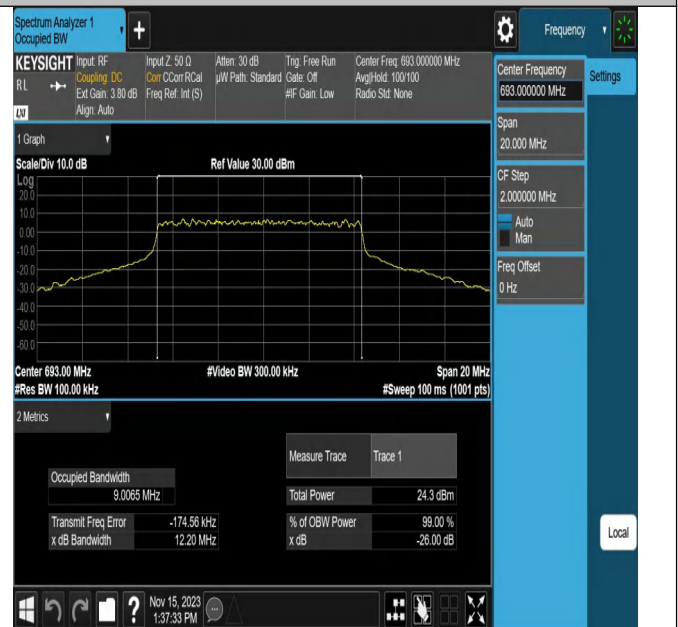 Spectrum Analyzer 1
Occupied BW
+
Frequency
KEYSIGHT
RL
LXI
Input: RF
Coupling: DC
Ext Gain: 3.80 dB
Align: Auto
Input Z: 50 Ω
Corr CCorr RCal
Freq Ref: Int (S)
Atten: 30 dB
µW Path: Standard
Trig: Free Run
Gate: Off
#IF Gain: Low
Center Freq: 693.000000 MHz
Avg|Hold: 100/100
Radio Std: None
Center Frequency
693.000000 MHz
Settings
Span
20.000 MHz
CF Step
2.000000 MHz
Auto
Man
Freq Offset
0 Hz
1 Graph
Scale/Div 10.0 dB
Ref Value 30.00 dBm
Log
20.0
10.0
0.00
-10.0
-20.0
-30.0
-40.0
-50.0
-60.0
Center 693.00 MHz
#Video BW 300.00 kHz
Span 20 MHz
#Res BW 100.00 kHz
#Sweep 100 ms (1001 pts)
2 Metrics
Measure Trace
Trace 1
Occupied Bandwidth
9.0065 MHz
Total Power
24.3 dBm
Transmit Freq Error
-174.56 kHz
% of OBW Power
99.00 %
x dB Bandwidth
12.20 MHz
x dB
-26.00 dB
Local
?
Nov 15, 2023
1:37:33 PM